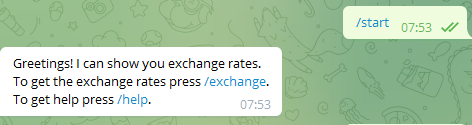 /start 07:53
Greetings! I can show you exchange rates.
To get the exchange rates press /exchange.
To get help press /help.
07:53